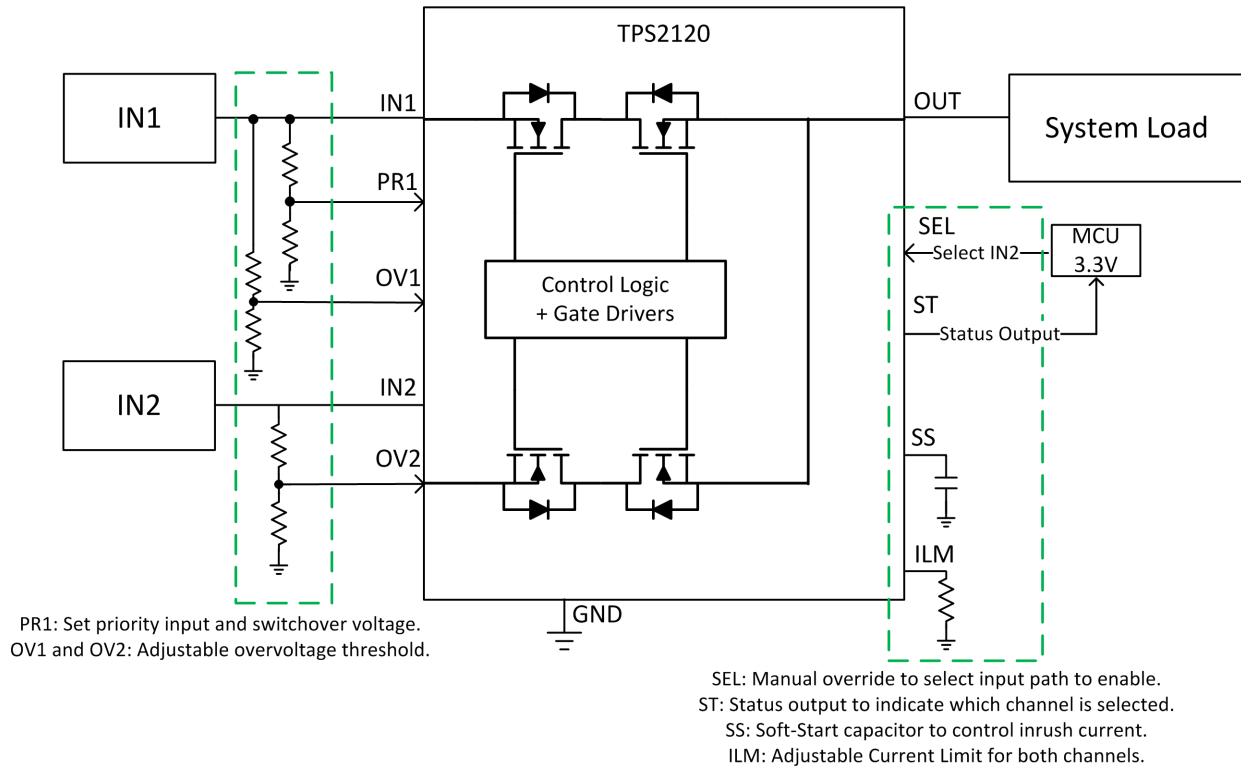 TPS2120
IN1
IN1
OUT
System Load
PR1
SEL
MCU
3.3V
Select IN2
OV1
Control Logic
+ Gate Drivers
ST
Status Output
IN2
IN2
OV2
SS
ILM
GND
PR1: Set priority input and switchover voltage.
OV1 and OV2: Adjustable overvoltage threshold.
SEL: Manual override to select input path to enable.
ST: Status output to indicate which channel is selected.
SS: Soft-Start capacitor to control inrush current.
ILM: Adjustable Current Limit for both channels.